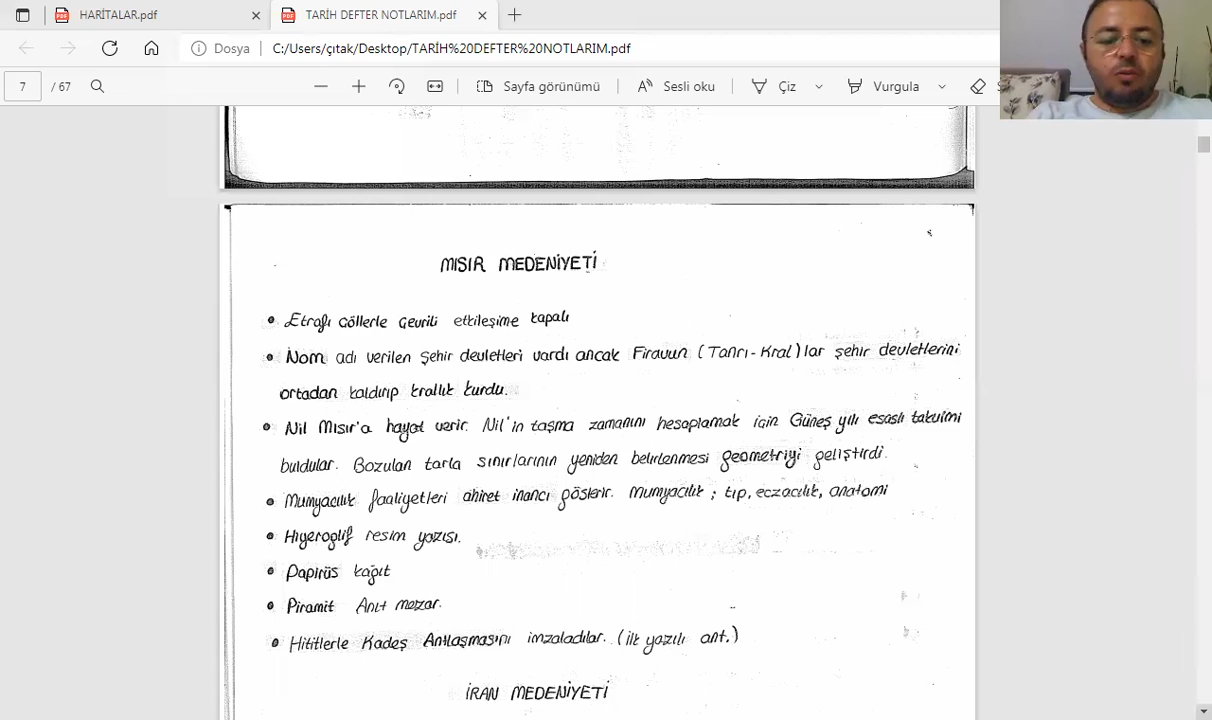 HARİTALAR.pdf
TARİH DEFTER NOTLARIM.pdf
Dosya
C:/Users/çıtak/Desktop/TARİH%20DEFTER%20NOTLARIM.pdf
7 / 67
Sayfa görünümü
Sesli oku
Çiz
Vurgula
MISIR MEDENİYETİ
• Etrafı Göllerle Çevrili etkileşime kapalı
• Nom adı verilen şehir devletleri vardı ancak Firavun (Tanrı-Kral)lar şehir devletlerini
ortadan kaldırıp krallık kurdu.
• Nil Mısır'a hayat verir. Nil'in taşma zamanını hesaplamak için Güneş yılı esaslı takvimi
buldular. Bozulan tarla sınırlarının yeniden belirlenmesi geometriyi geliştirdi.
• Mumyacılık faaliyetleri ahiret inancı gösterir. Mumyacılık ; tıp, eczacılık, anatomi
• Hiyeroglif resim yazısı.
• Papirüs kağıt
• Piramit Anıt mezar.
• Hititlerle Kadeş Antlaşmasını imzaladılar. (ilk yazılı ant.)
İRAN MEDENİYETİ